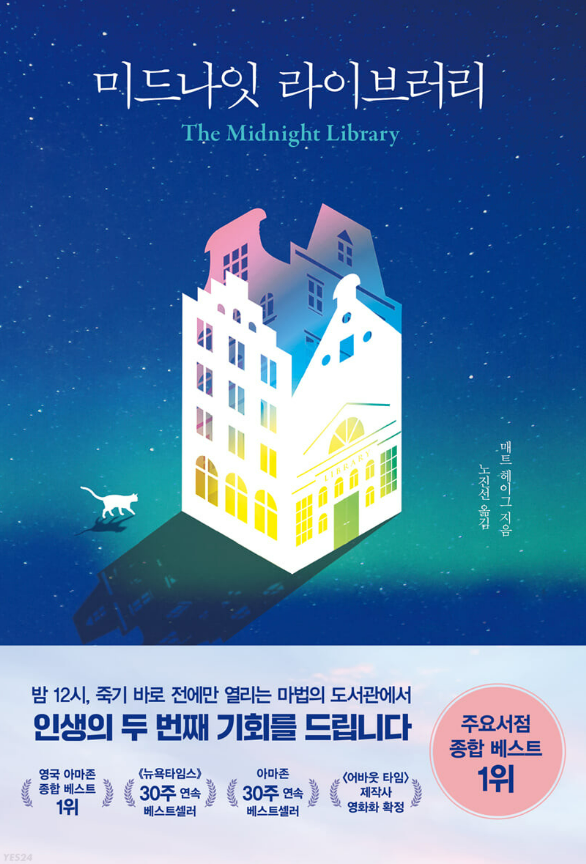 미드나잇 라이브러리
The Midnight Library
LIBRARY
매트 헤이그 지음
노진선 옮김
밤 12시, 죽기 바로 전에만 열리는 마법의 도서관에서
인생의 두 번째 기회를 드립니다
영국 아마존
종합 베스트
1위
《뉴욕타임스》
30주 연속
베스트셀러
아마존
30주 연속
베스트셀러
〈어바웃 타임〉
제작사
영화화 확정
주요서점
종합 베스트
1위
YES24